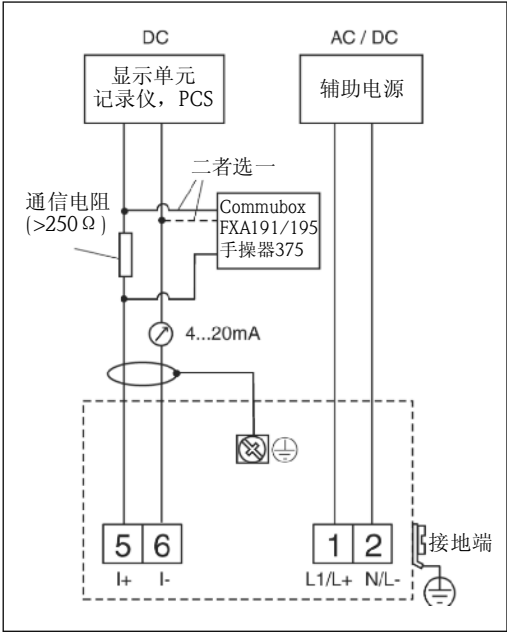 DC
AC / DC
显示单元
记录仪，PCS
辅助电源
二者选一
通信电阻
(>250 Ω)
Commubox
FXA191/195
手操器375
4...20mA
5 6
1 2
接地端
I+ I-
L1/L+ N/L-